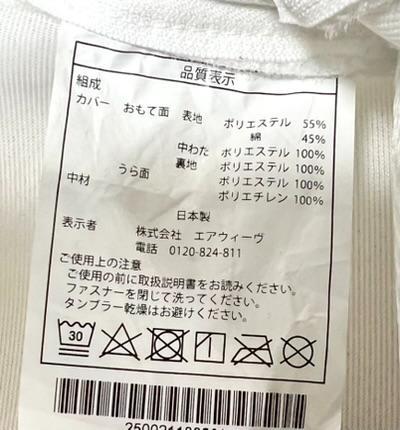 品質表示
組成
カバー おもて面 表地 ポリエステル 55%
綿 45%
中わた ポリエステル 100%
裏地 ポリエステル 100%
うら面 ポリエステル 100%
中材 ポリエチレン 100%
日本製
表示者 株式会社 エアウィーヴ
電話 0120-824-811
ご使用上の注意
ご使用の前に取扱説明書をお読みください。
ファスナーを閉じて洗ってください。
タンブラー乾燥はお避けください。
30